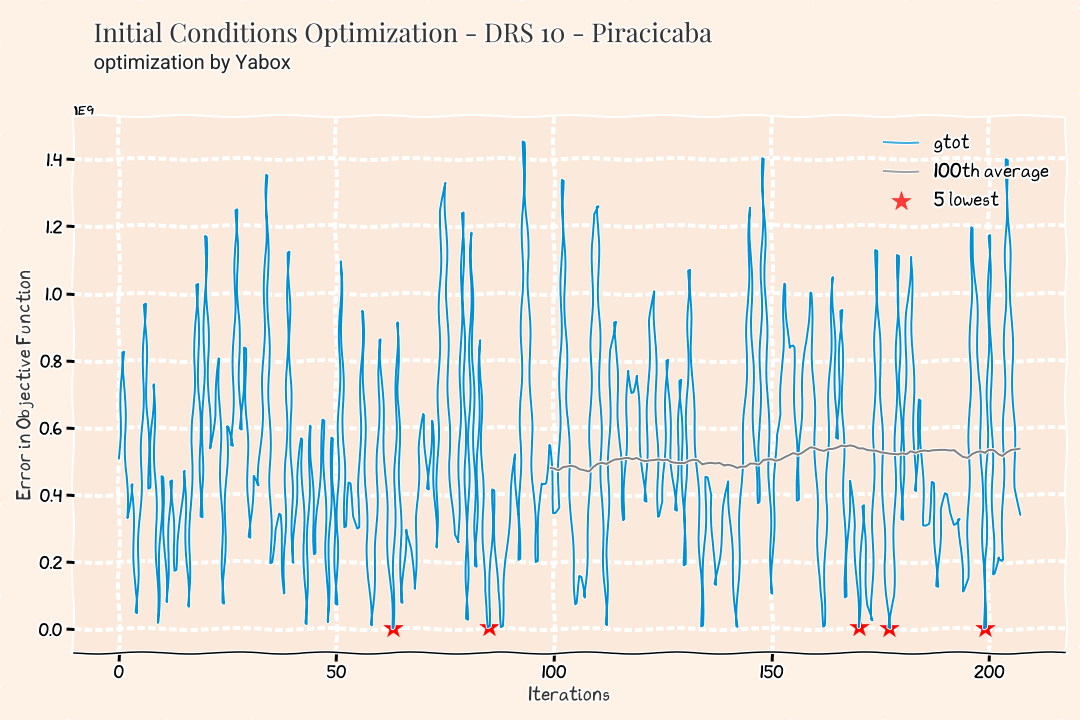 Initial Conditions Optimization - DRS 10 - Piracicaba
optimization by Yabox
1E9
gtot
100th average
5 lowest
1.4
1.2
1.0
0.8
0.6
0.4
0.2
0.0
Error in Objective Function
0 50 100 150 200
Iterations